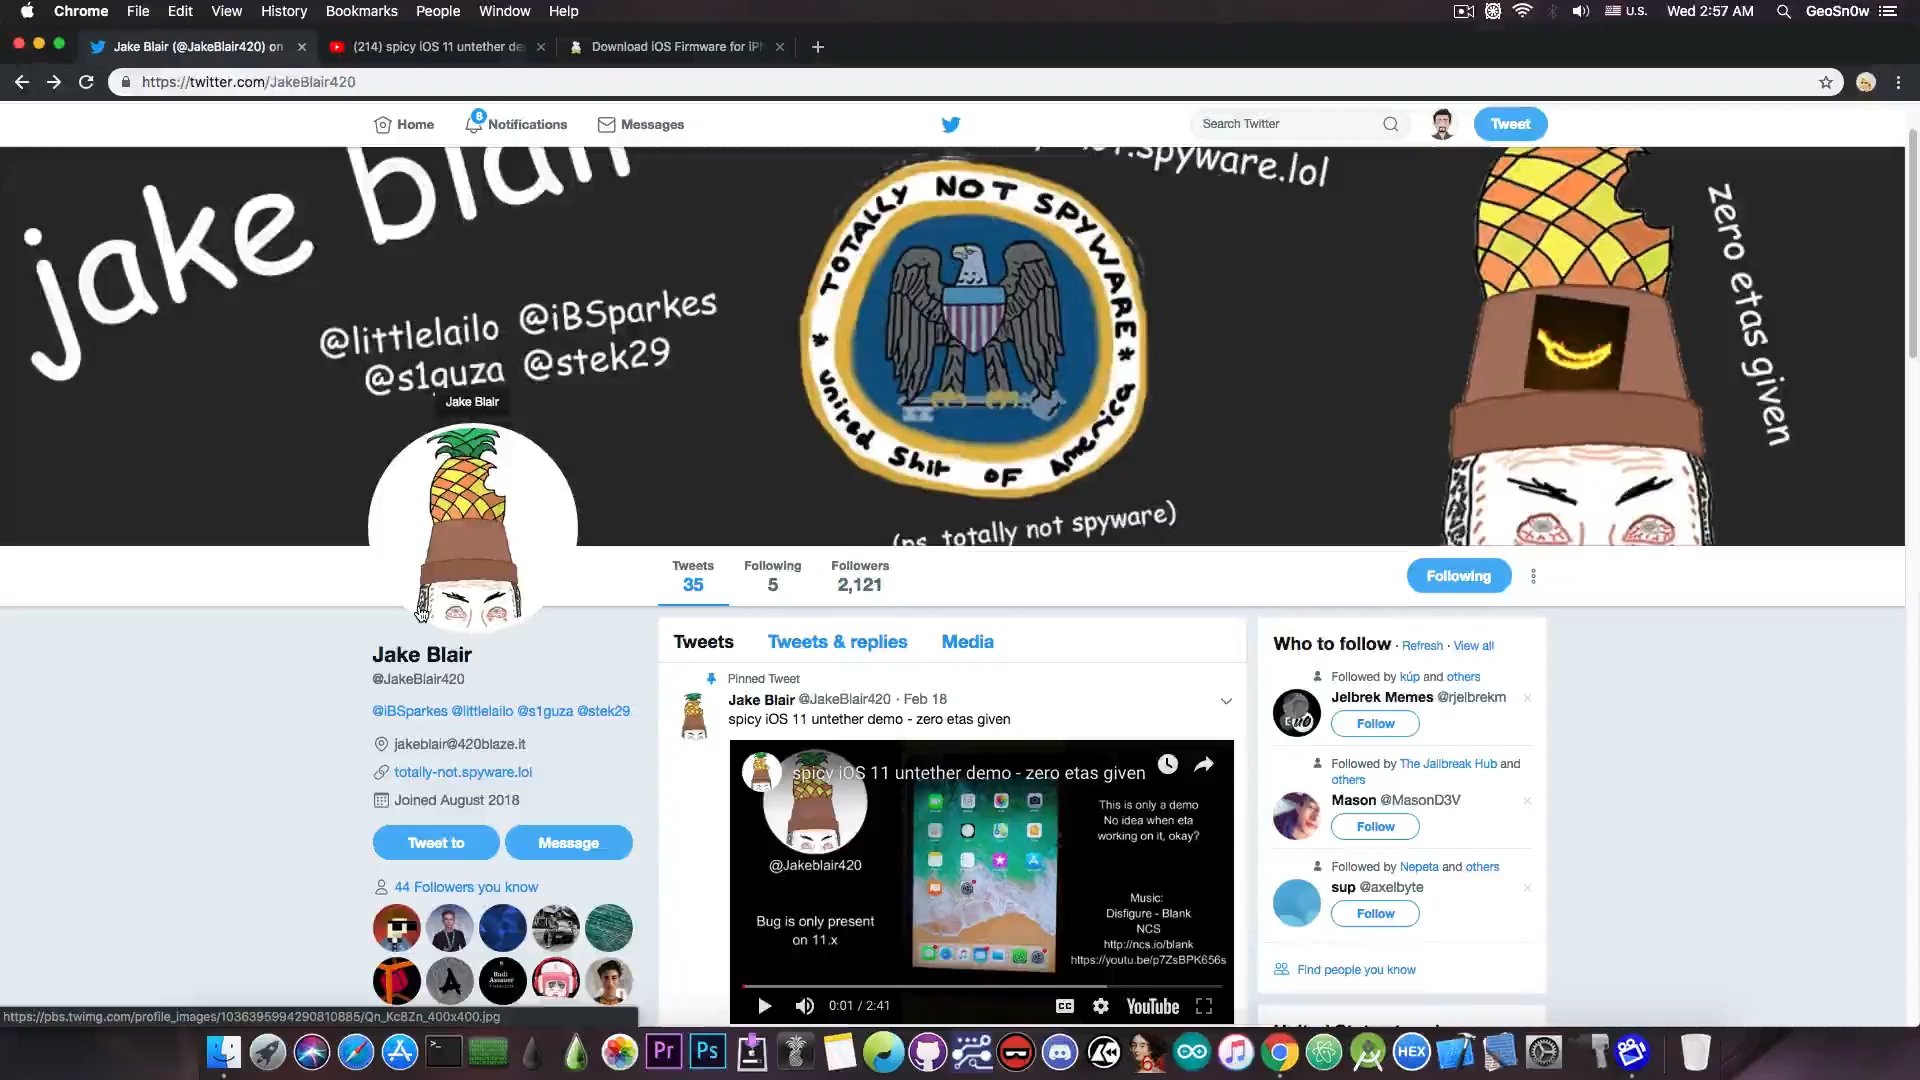 Chrome File Edit View History Bookmarks People Window Help U.S. Wed 2:57 AM GeoSn0w
Jake Blair (@JakeBlair420) on (214) spicy iOS 11 untether de Download iOS Firmware for iPh
https://twitter.com/JakeBlair420
Home 8 Notifications Messages Search Twitter Tweet
jake blair
@littlelailo @iBSparkes
@s1guza @stek29
TOTALLY NOT SPYWARE
United Shit OF America
.spyware.lol
(ps. totally not spyware)
zero etas given
Jake Blair
Tweets Following Followers
35 5 2,121
Following
Jake Blair
@JakeBlair420
@iBSparkes @littlelailo @s1guza @stek29
jakeblair@420blaze.it
totally-not.spyware.lol
Joined August 2018
Tweet to Message
44 Followers you know
Rudi
Tweets Tweets & replies Media
Pinned Tweet
Jake Blair @JakeBlair420 · Feb 18
spicy iOS 11 untether demo - zero etas given
spicy iOS 11 untether demo - zero etas given
@Jakeblair420
Bug is only present
on 11.x
This is only a demo
No idea when eta
working on it, okay?
Music:
Disfigure - Blank
NCS
http://ncs.io/blank
https://youtu.be/p7ZsBPK656s
0:01 / 2:41 CC YouTube
Who to follow · Refresh · View all
Followed by kúp and others
Jelbrek Memes @rjelbrekm
Follow
Followed by The Jailbreak Hub and
others
Mason @MasonD3V
Follow
Followed by Nepeta and others
sup @axelbyte
Follow
Find people you know
https://pbs.twimg.com/profile_images/1036395994290810885/Qn_KcBZn_400x400.jpg
Pr Ps HEX